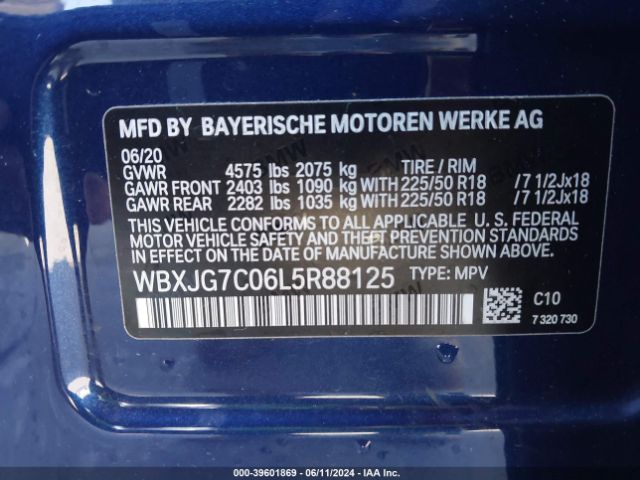 MFD BY BAYERISCHE MOTOREN WERKE AG
06/20
GVWR 4575 lbs 2075 kg TIRE / RIM
GAWR FRONT 2403 lbs 1090 kg WITH 225/50 R18 /7 1/2Jx18
GAWR REAR 2282 lbs 1035 kg WITH 225/50 R18 /7 1/2Jx18
THIS VEHICLE CONFORMS TO ALL APPLICABLE U. S. FEDERAL
MOTOR VEHICLE SAFETY AND THEFT PREVENTION STANDARDS
IN EFFECT ON THE DATE OF MANUFACTURE SHOWN ABOVE.
WBXJG7C06L5R88125 TYPE: MPV
C10
7 320 730
000-39601869 - 06/11/2024 - IAA Inc.